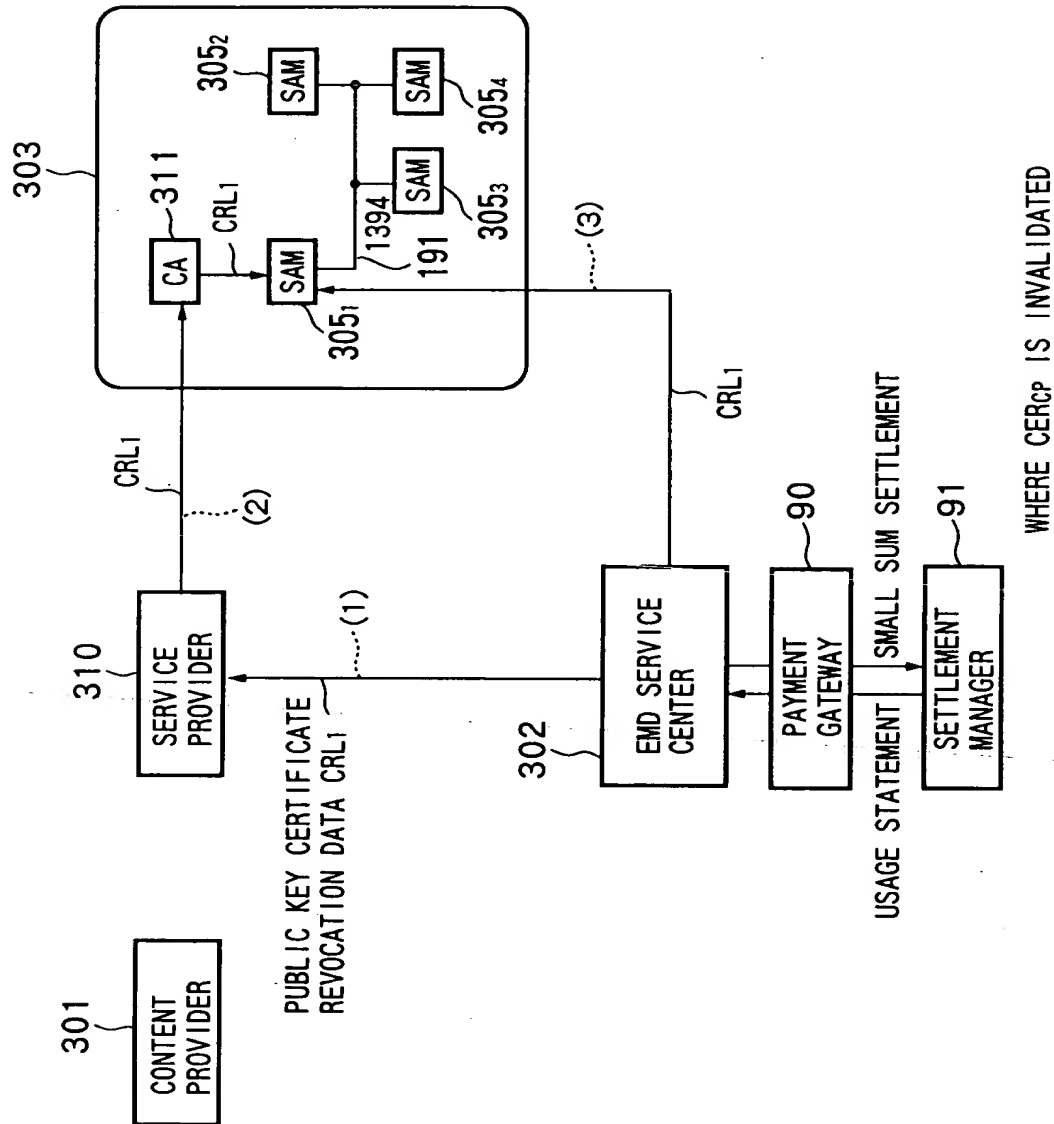 301
CONTENT
PROVIDER
310
SERVICE
PROVIDER
PUBLIC KEY CERTIFICATE
REVOCATION DATA CRL1
(1)
CRL1
(2)
303
CA
311
CRL1
SAM
305₁
SAM
305₂
SAM
305₃
SAM
305₄
1394
191
(3)
CRL1
302
EMD SERVICE
CENTER
PAYMENT
GATEWAY
90
USAGE STATEMENT
SMALL SUM SETTLEMENT
SETTLEMENT
MANAGER
91
WHERE CERCP IS INVALIDATED